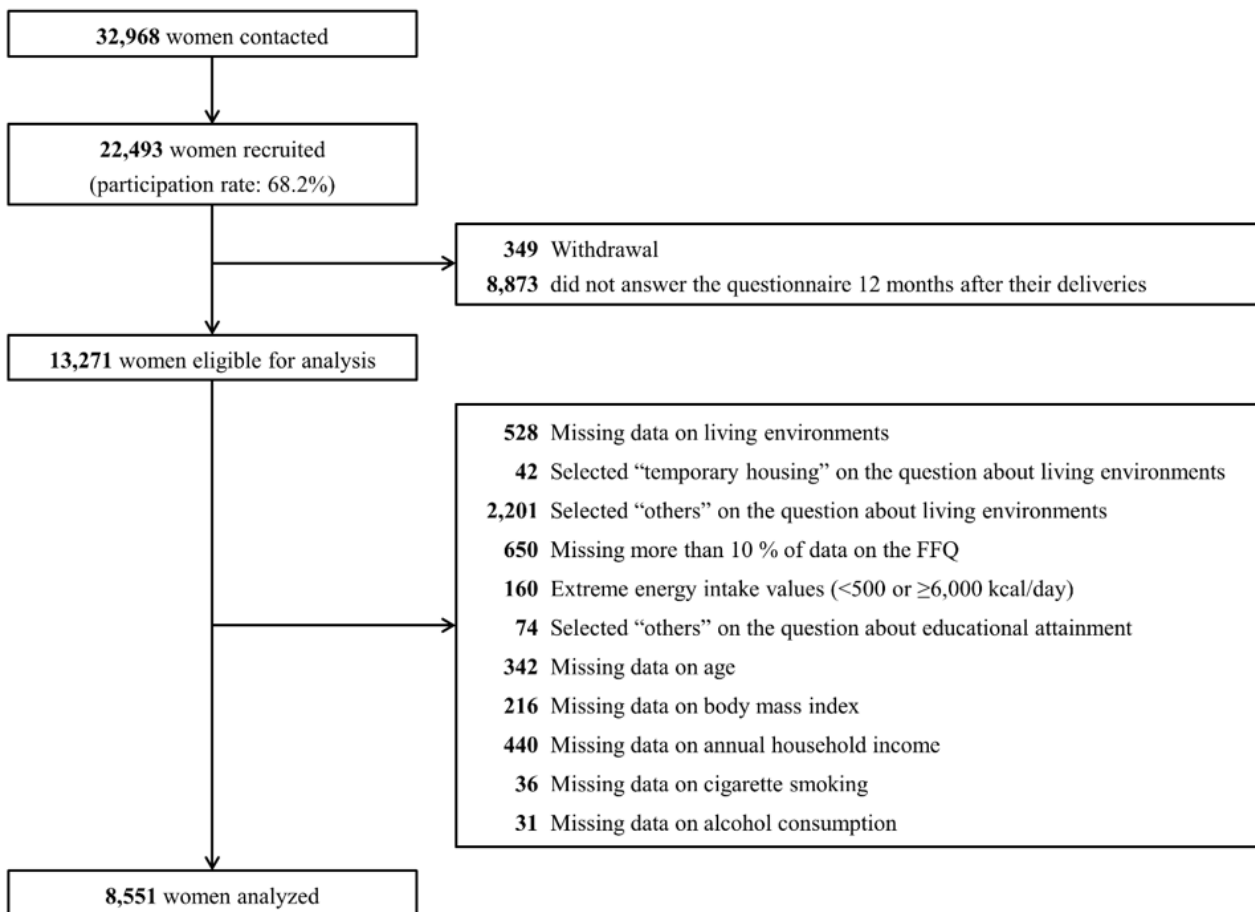 32,968 women contacted
22,493 women recruited
(participation rate: 68.2%)
349 Withdrawal
8,873 did not answer the questionnaire 12 months after their deliveries
13,271 women eligible for analysis
528 Missing data on living environments
42 Selected “temporary housing” on the question about living environments
2,201 Selected “others” on the question about living environments
650 Missing more than 10 % of data on the FFQ
160 Extreme energy intake values (<500 or ≥6,000 kcal/day)
74 Selected “others” on the question about educational attainment
342 Missing data on age
216 Missing data on body mass index
440 Missing data on annual household income
36 Missing data on cigarette smoking
31 Missing data on alcohol consumption
8,551 women analyzed